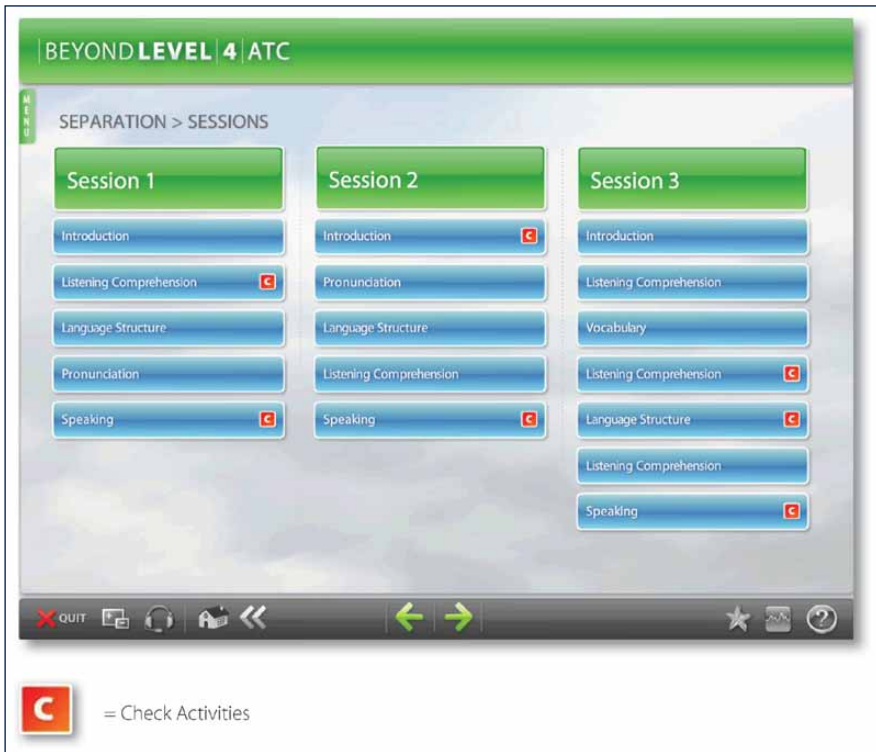 |BEYOND LEVEL|4|ATC
MENU
SEPARATION > SESSIONS
Session 1
Introduction
Listening Comprehension C
Language Structure
Pronunciation
Speaking C
Session 2
Introduction C
Pronunciation
Language Structure
Listening Comprehension
Speaking C
Session 3
Introduction
Listening Comprehension
Vocabulary
Listening Comprehension C
Language Structure C
Listening Comprehension
Speaking C
QUIT
?
C = Check Activities